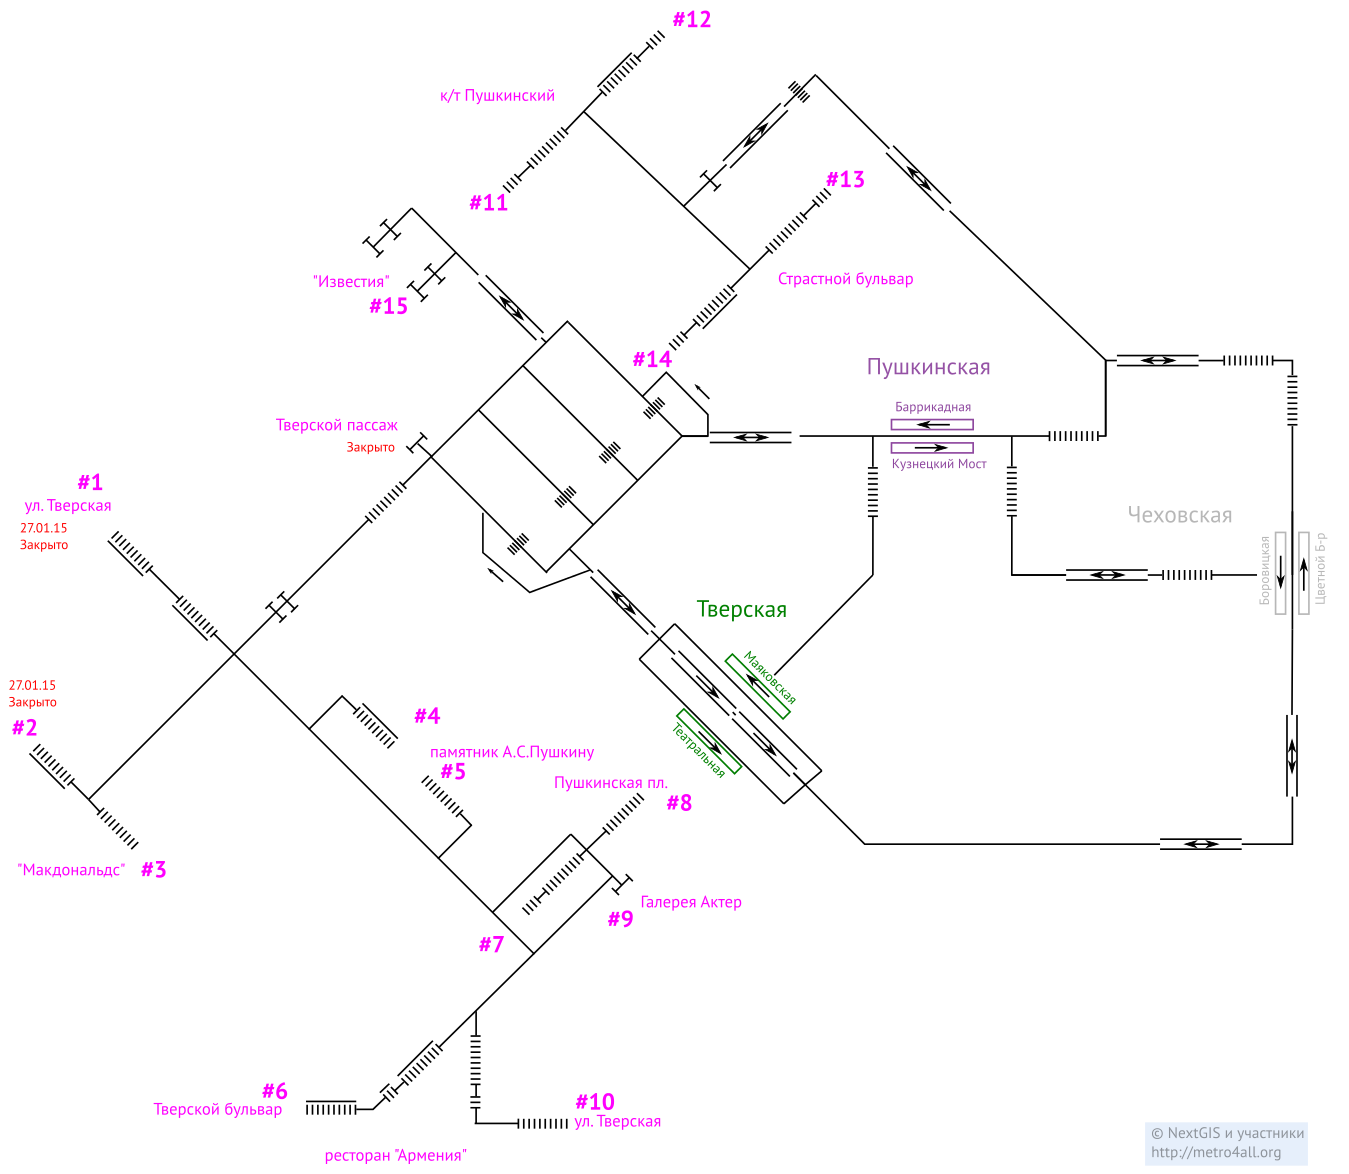 #12
к/т Пушкинский
#13
#11
"Известия"
#15
Страстной бульвар
#14
Пушкинская
Баррикадная
Кузнецкий Мост
Тверской пассаж
Закрыто
#1
ул. Тверская
27.01.15
Закрыто
Чеховская
Боровицкая
Цветной Б-р
Тверская
Маяковская
Театральная
27.01.15
Закрыто
#2
#4
памятник А.С.Пушкину
#5
Пушкинская пл.
#8
"Макдональдс"
#3
Галерея Актер
#9
#7
#6
Тверской бульвар
#10
ул. Тверская
ресторан "Армения"
© NextGIS и участники
http://metro4all.org